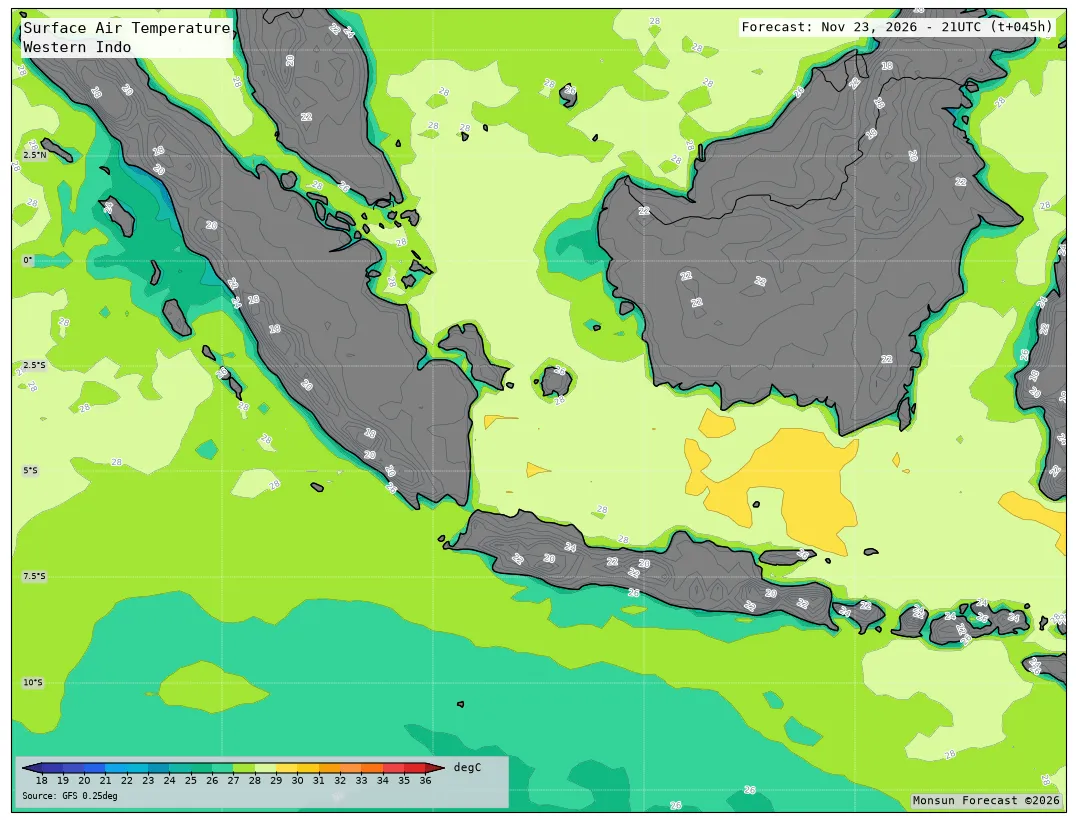 Surface Air Temperature
Western Indo
Forecast: Nov 23, 2026 - 21UTC (t+045h)
2.5°N
0°
2.5°S
5°S
7.5°S
10°S
degC
18 19 20 21 22 23 24 25 26 27 28 29 30 31 32 33 34 35 36
Source: GFS 0.25deg
Monsun Forecast ©2026